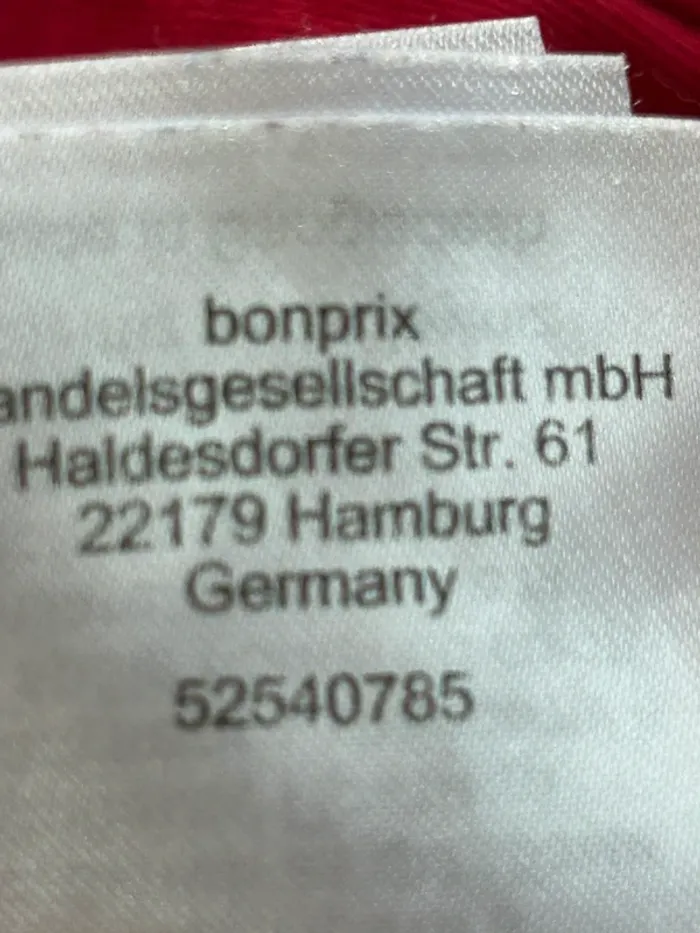 bonprix
andelsgesellschaft mbH
Haldesdorfer Str. 61
22179 Hamburg
Germany
52540785